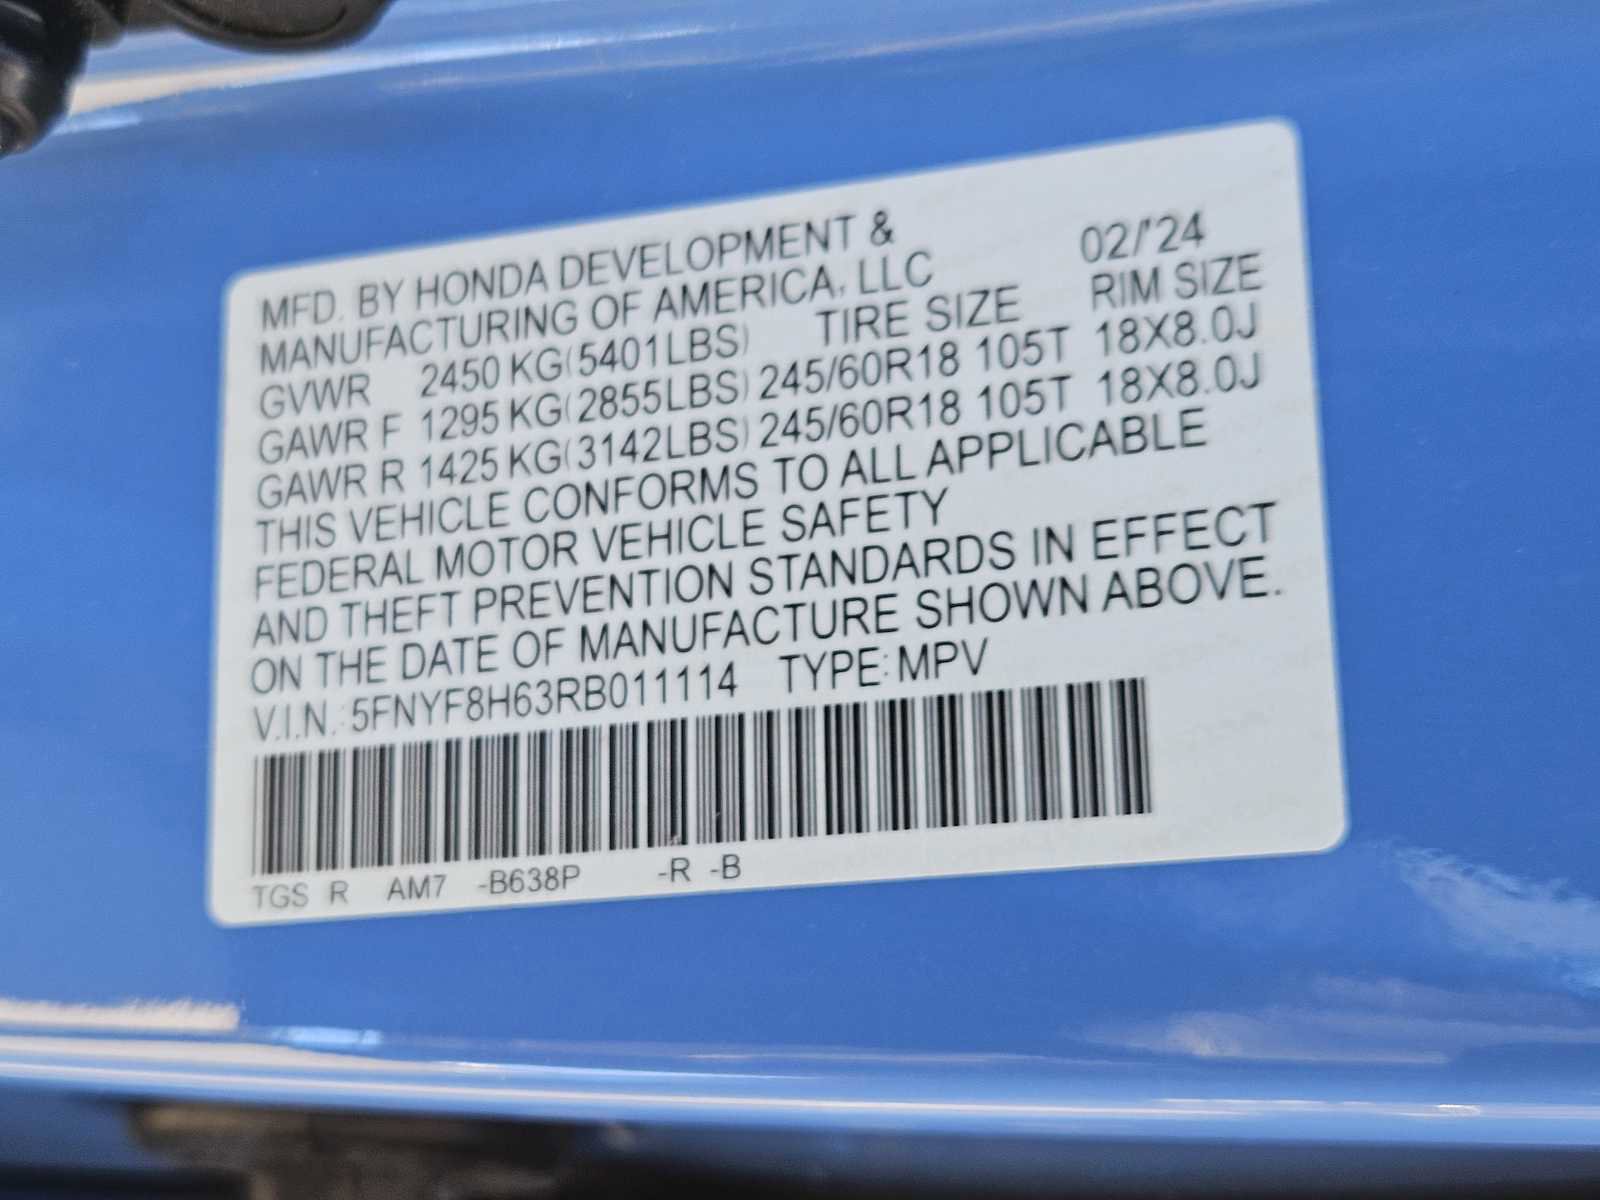 MFD. BY HONDA DEVELOPMENT &
MANUFACTURING OF AMERICA, LLC 02/'24
GVWR 2450 KG(5401LBS) TIRE SIZE RIM SIZE
GAWR F 1295 KG(2855LBS) 245/60R18 105T 18X8.0J
GAWR R 1425 KG(3142LBS) 245/60R18 105T 18X8.0J
THIS VEHICLE CONFORMS TO ALL APPLICABLE
FEDERAL MOTOR VEHICLE SAFETY
AND THEFT PREVENTION STANDARDS IN EFFECT
ON THE DATE OF MANUFACTURE SHOWN ABOVE.
V.I.N.:5FNYF8H63RB011114 TYPE:MPV
TGS R AM7 -B638P -R -B